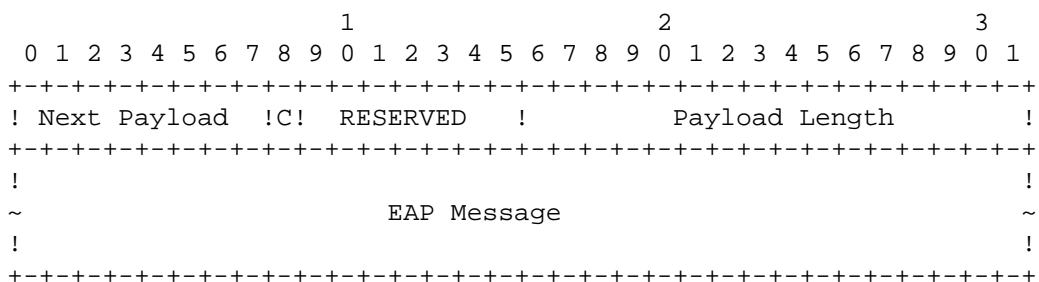 1                   2                   3
 0 1 2 3 4 5 6 7 8 9 0 1 2 3 4 5 6 7 8 9 0 1 2 3 4 5 6 7 8 9 0 1
+-+-+-+-+-+-+-+-+-+-+-+-+-+-+-+-+-+-+-+-+-+-+-+-+-+-+-+-+-+-+-+-+
! Next Payload  !C!  RESERVED   !         Payload Length        !
+-+-+-+-+-+-+-+-+-+-+-+-+-+-+-+-+-+-+-+-+-+-+-+-+-+-+-+-+-+-+-+-+
!                                                               !
~                       EAP Message                             ~
!                                                               !
+-+-+-+-+-+-+-+-+-+-+-+-+-+-+-+-+-+-+-+-+-+-+-+-+-+-+-+-+-+-+-+-+